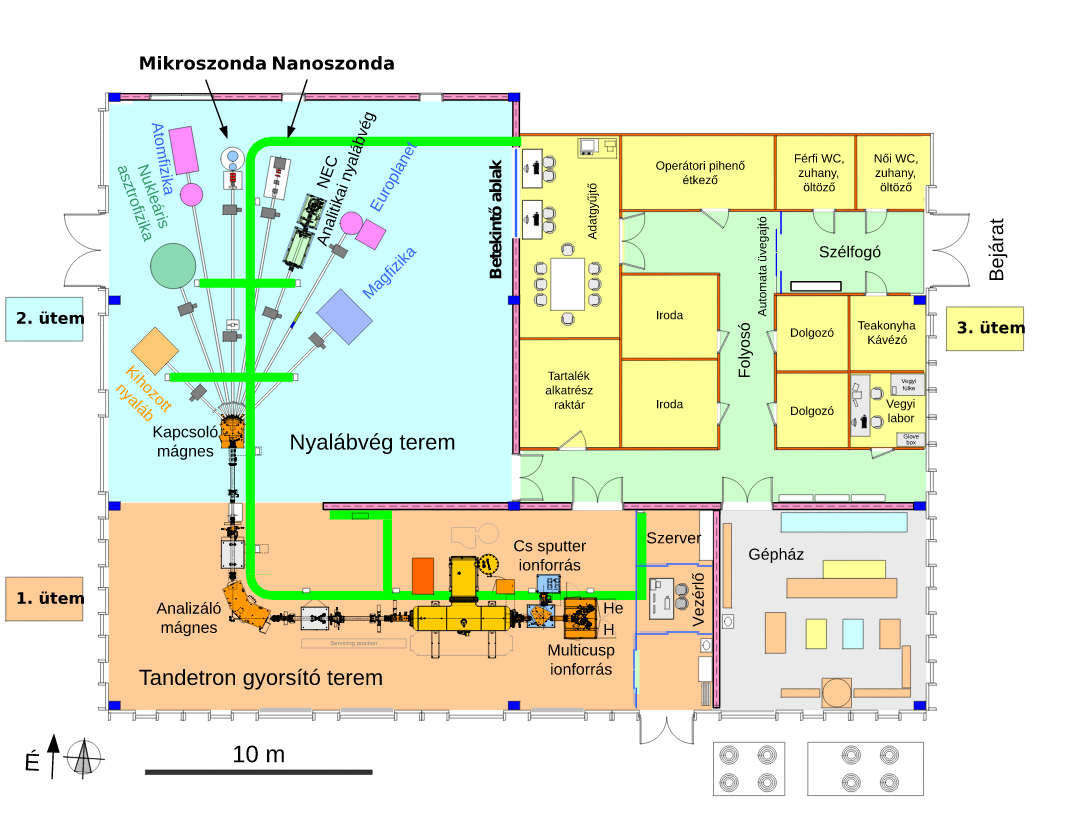 Mikroszonda Nanoszonda
Atomfizika
Nukleáris
asztrofizika
NEC
Analitikai nyalábvég
Europlanet
Magfizika
Kihozott
nyaláb
Kapcsoló
mágnes
Nyalábvég terem
Betekintő ablak
Adatgyűjtő
Operátori pihenő
étkező
Férfi WC,
zuhany,
öltöző
Női WC,
zuhany,
öltöző
Automata üvegajtó
Szélfogó
Bejárat
2. ütem
3. ütem
Iroda
Folyosó
Dolgozó
Teakonyha
Kávézó
Tartalék
alkatrész
raktár
Iroda
Dolgozó
Vegyi
fülke
Vegyi
labor
Glove
box
1. ütem
Analizáló
mágnes
Servicing position
Cs sputter
ionforrás
He
H
Multicusp
ionforrás
Szerver
Vezérlő
Gépház
Tandetron gyorsító terem
É
10 m